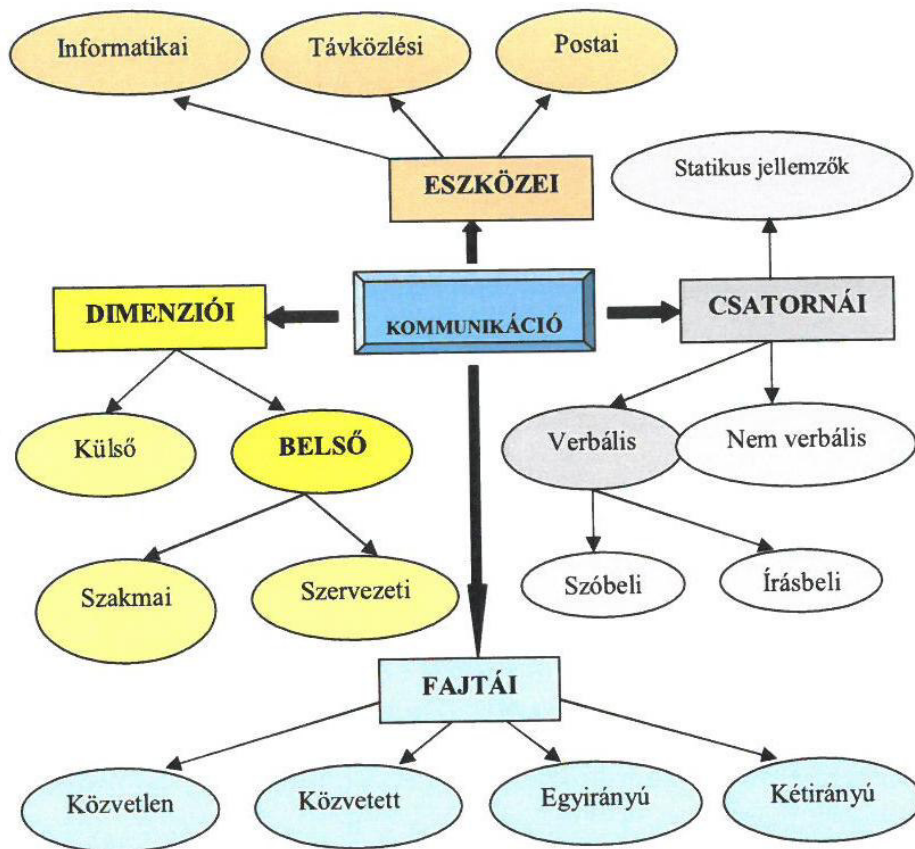 Informatikai
Távközlési
Postai
ESZKÖZEI
Statikus jellemzők
DIMENZIÓI
KOMMUNIKÁCIÓ
CSATORNÁI
Külső
BELSŐ
Verbális
Nem verbális
Szakmai
Szervezeti
Szóbeli
Írásbeli
FAJTÁI
Közvetlen
Közvetett
Egyirányú
Kétirányú